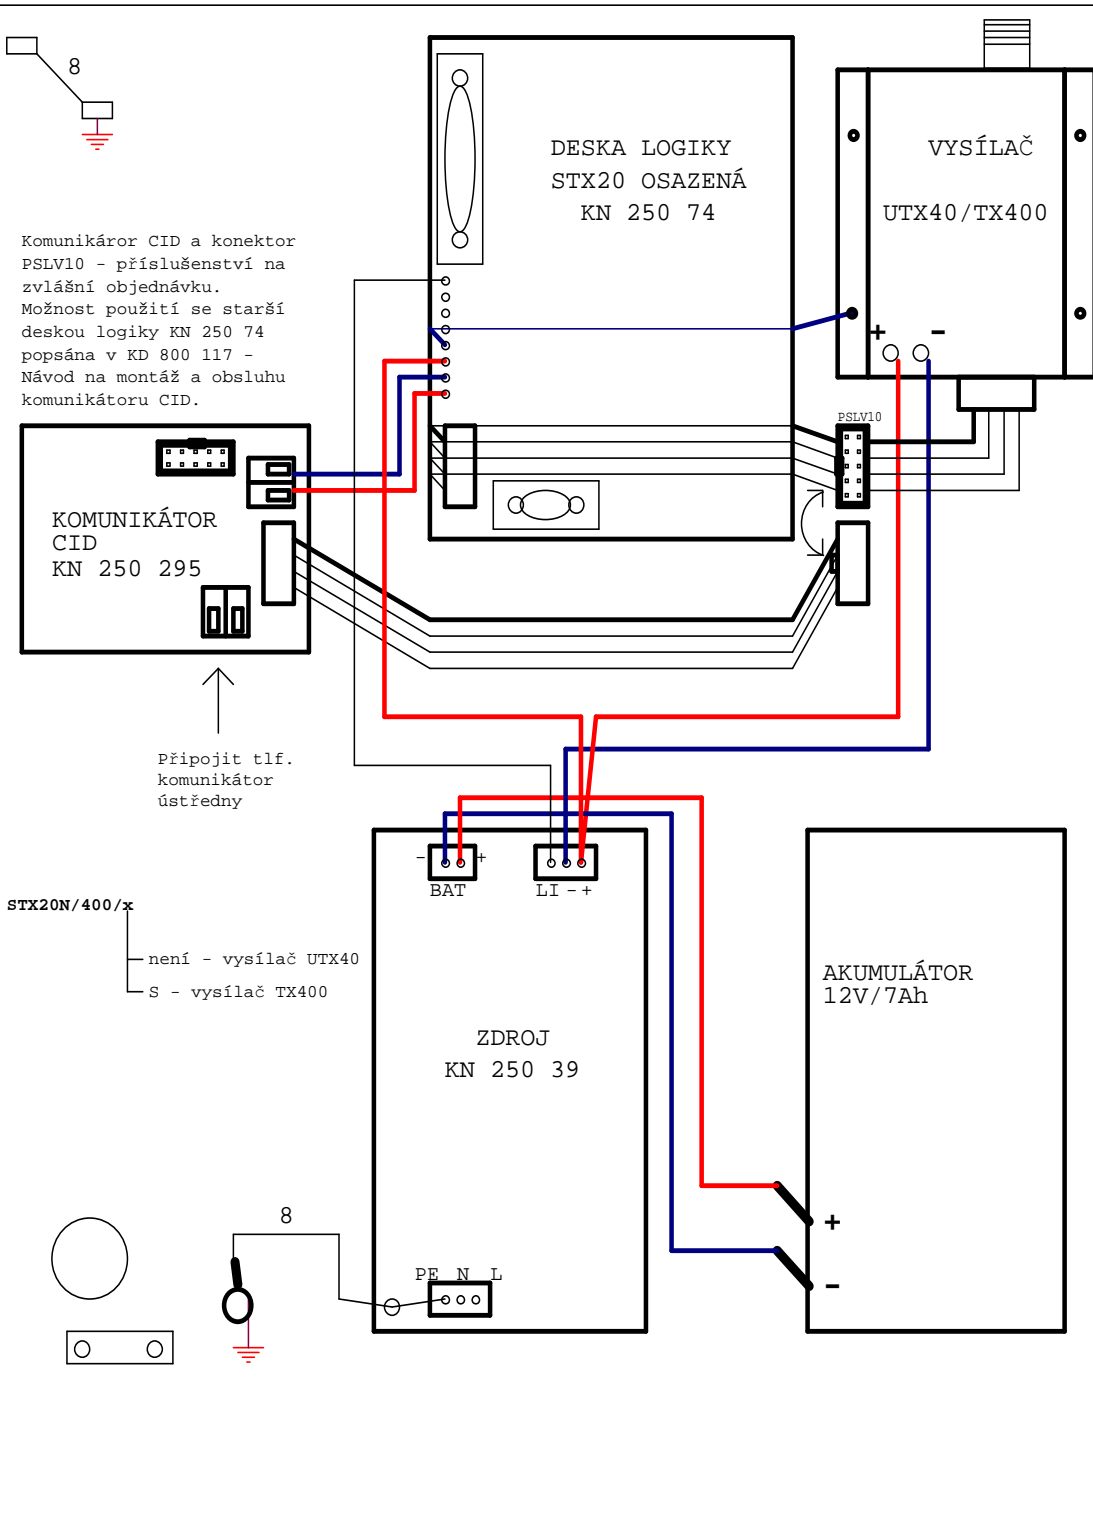 8
DESKA LOGIKY
STX20 OSAZENÁ
KN 250 74
VYSÍLAČ
UTX40/TX400
+ -
Komunikáror CID a konektor
PSLV10 - příslušenství na
zvlášní objednávku.
Možnost použití se starší
deskou logiky KN 250 74
popsána v KD 800 117 -
Návod na montáž a obsluhu
komunikátoru CID.
PSLV10
KOMUNIKÁTOR
CID
KN 250 295
Připojit tlf.
komunikátor
ústředny
- +
BAT
LI - +
STX20N/400/x
není - vysílač UTX40
S - vysílač TX400
ZDROJ
KN 250 39
AKUMULÁTOR
12V/7Ah
+
-
8
PE N L